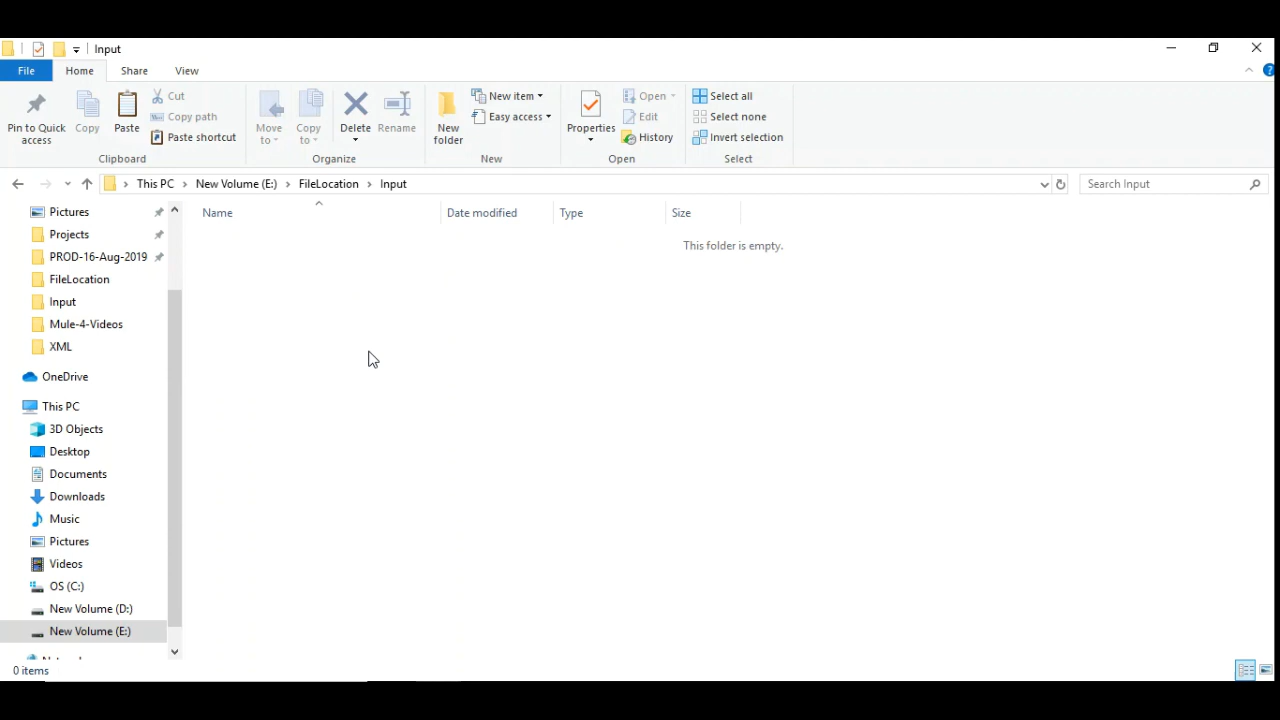 Input
File Home Share View
Pin to Quick access
Copy
Paste
Cut
Copy path
Paste shortcut
Clipboard
Move to
Copy to
Delete
Rename
Organize
New folder
New item
Easy access
New
Properties
Open
Edit
History
Open
Select all
Select none
Invert selection
Select
This PC New Volume (E:) FileLocation Input
Search Input
Name Date modified Type Size
This folder is empty.
Pictures
Projects
PROD-16-Aug-2019
FileLocation
Input
Mule-4-Videos
XML
OneDrive
This PC
3D Objects
Desktop
Documents
Downloads
Music
Pictures
Videos
OS (C:)
New Volume (D:)
New Volume (E:)
0 items